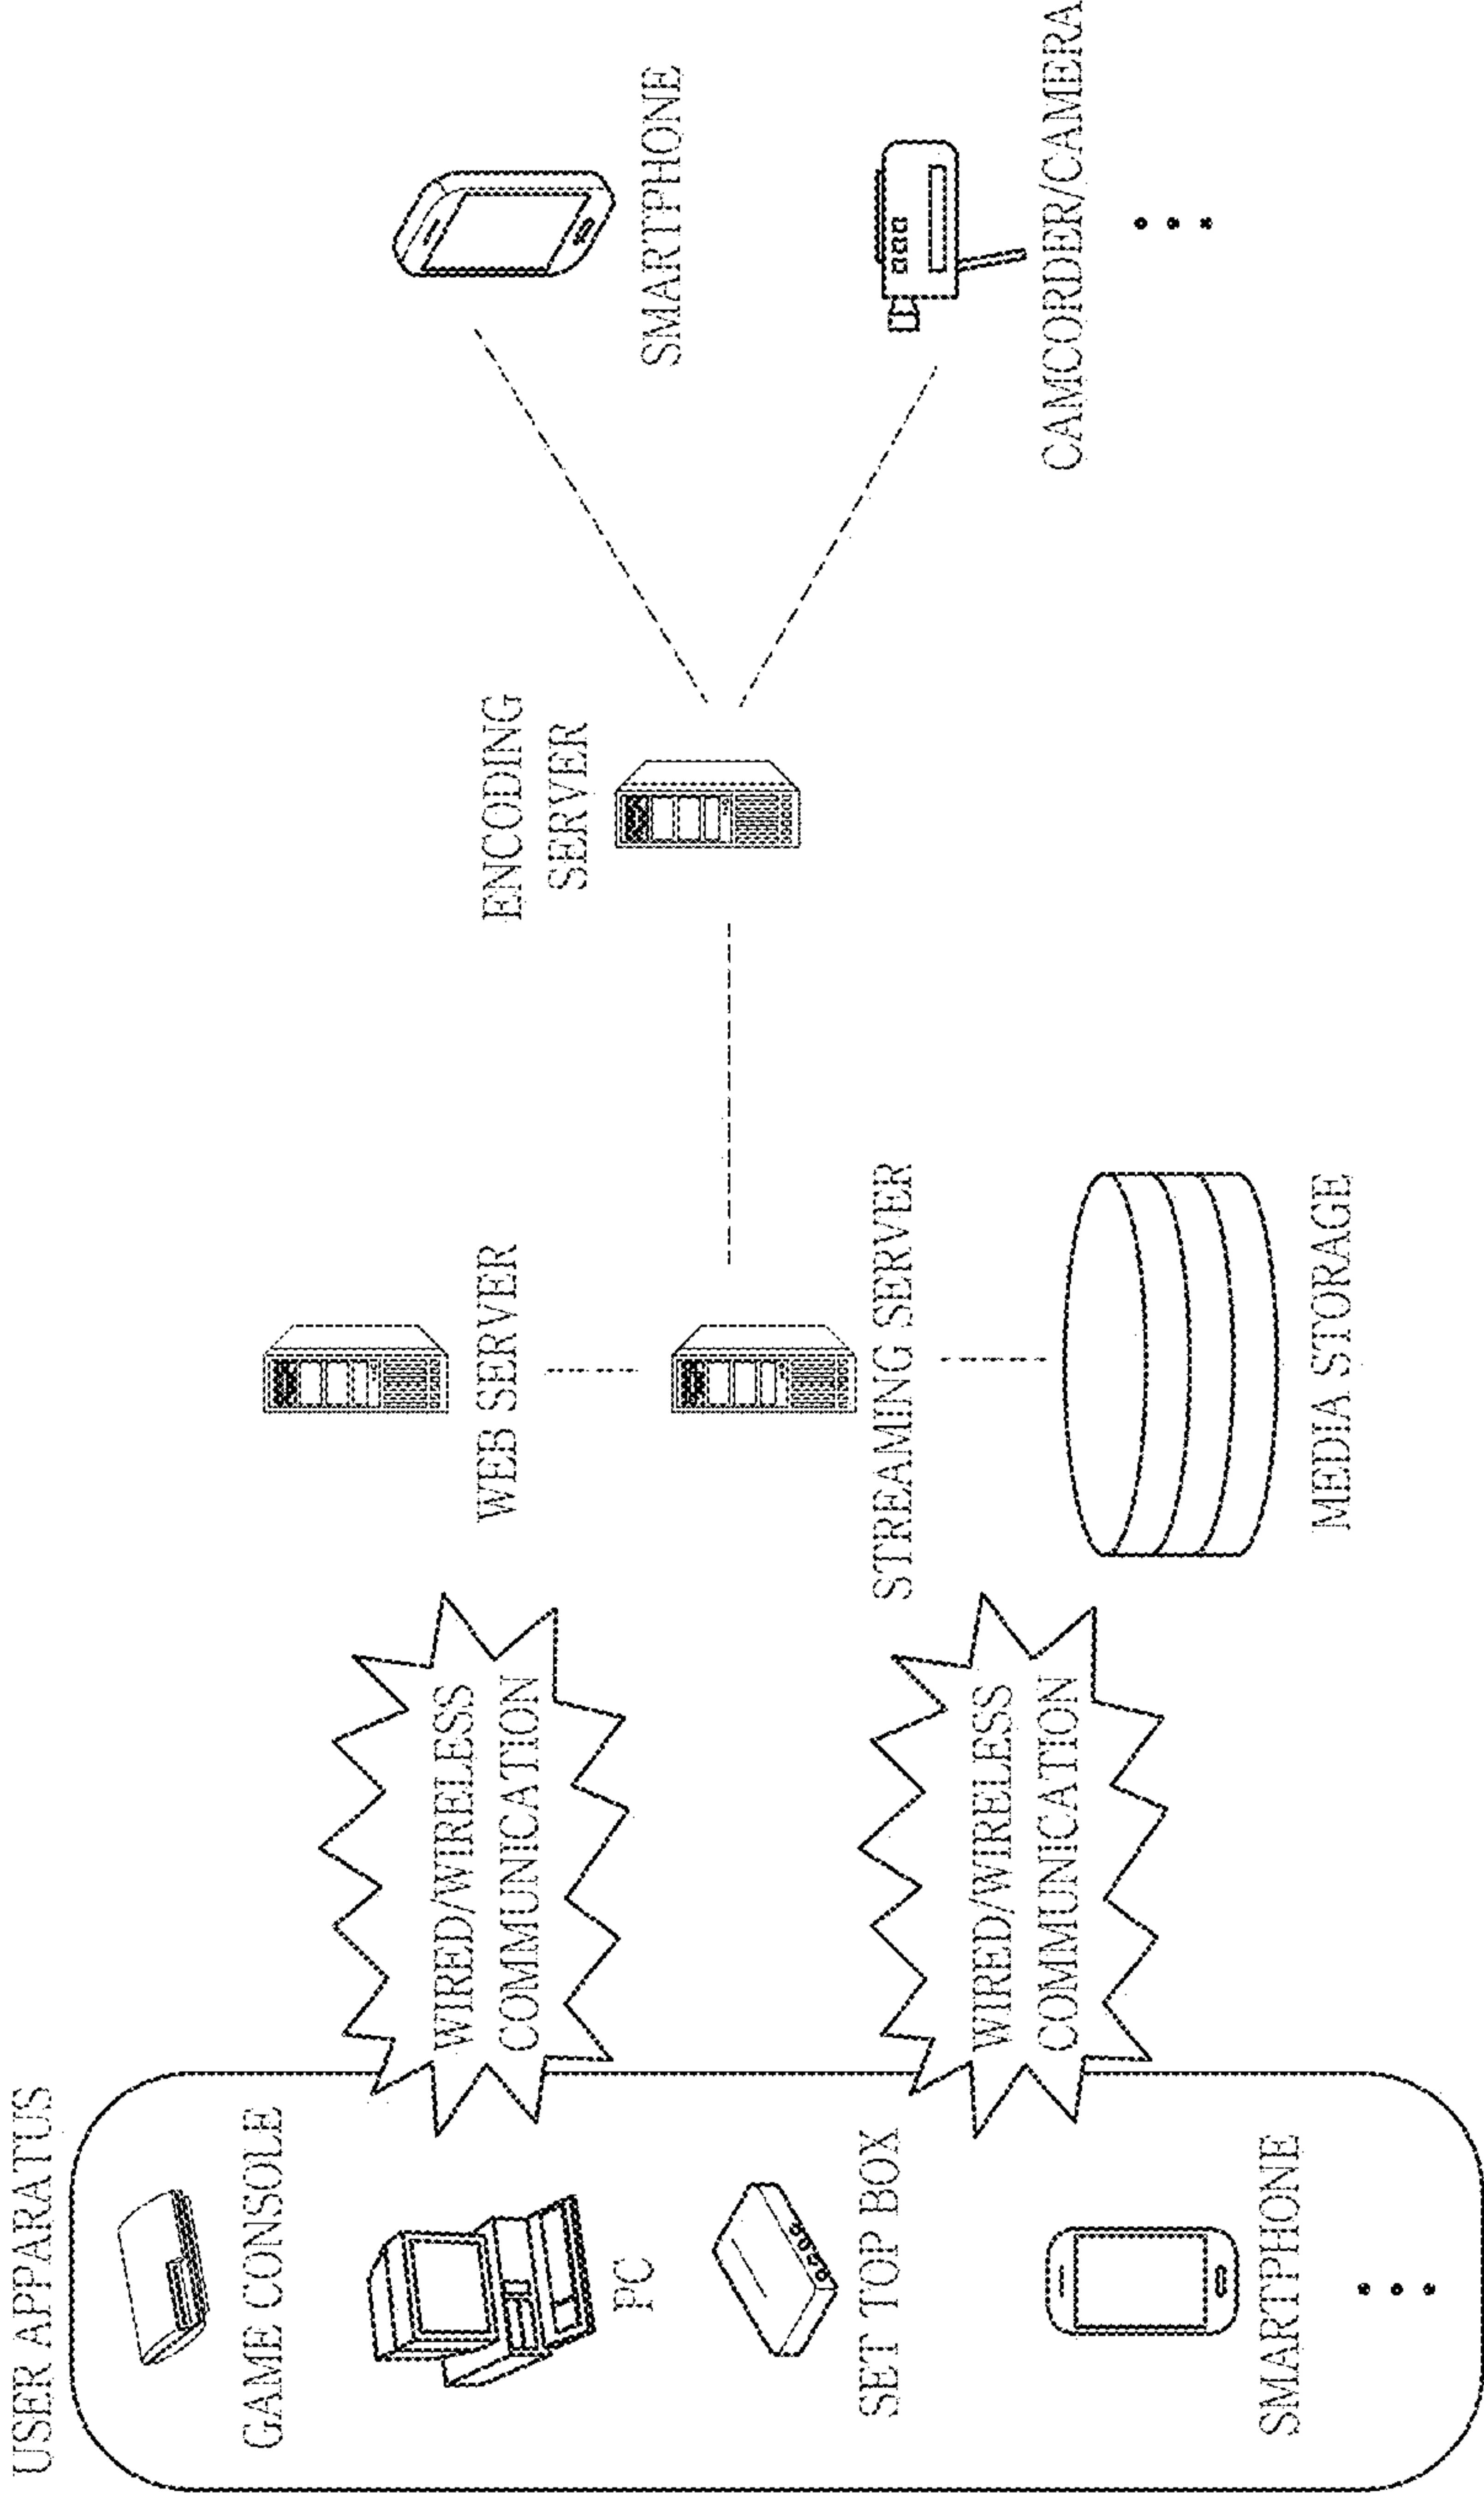 USER APPARATUS
GAME CONSOLE
PC
SET TOP BOX
SMARTPHONE
WIRED/WIRELESS
COMMUNICATION
WIRED/WIRELESS
COMMUNICATION
WEB SERVER
STREAMING SERVER
MEDIA STORAGE
ENCODING
SERVER
SMARTPHONE
CAMCORDER/CAMERA